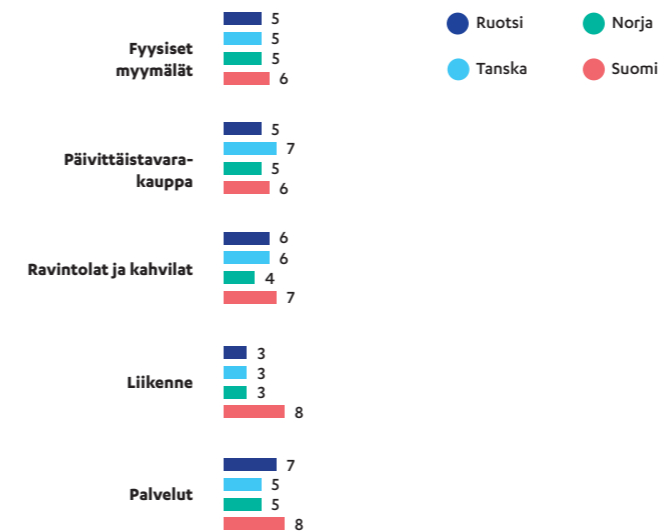 Ruotsi
Norja
Tanska
Suomi
Fyysiset
myymälät
5
5
5
6
Päivittäistavara-
kauppa
5
7
5
6
Ravintolat ja kahvilat
6
6
4
7
Liikenne
3
3
3
8
Palvelut
7
5
5
8